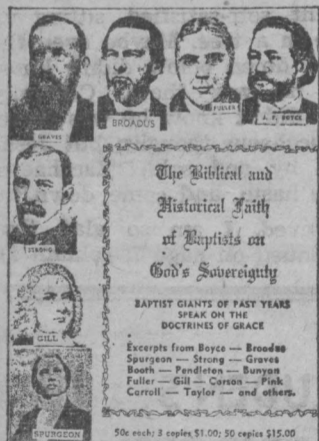 GRAVES
BROADUS
FULLER
J. P. BOYCE
STRONG
GILL
SPURGEON
The Biblical and
Historical Faith
of Baptists on
God's Sovereignty
BAPTIST GIANTS OF PAST YEARS
SPEAK ON THE
DOCTRINES OF GRACE
Excerpts from Boyce — Broadus
Spurgeon — Strong — Graves
Booth — Pendleton — Bunyan
Fuller — Gill — Carson — Pink
Carroll — Taylor — and others.
50c each; 3 copies $1.00; 50 copies $15.00